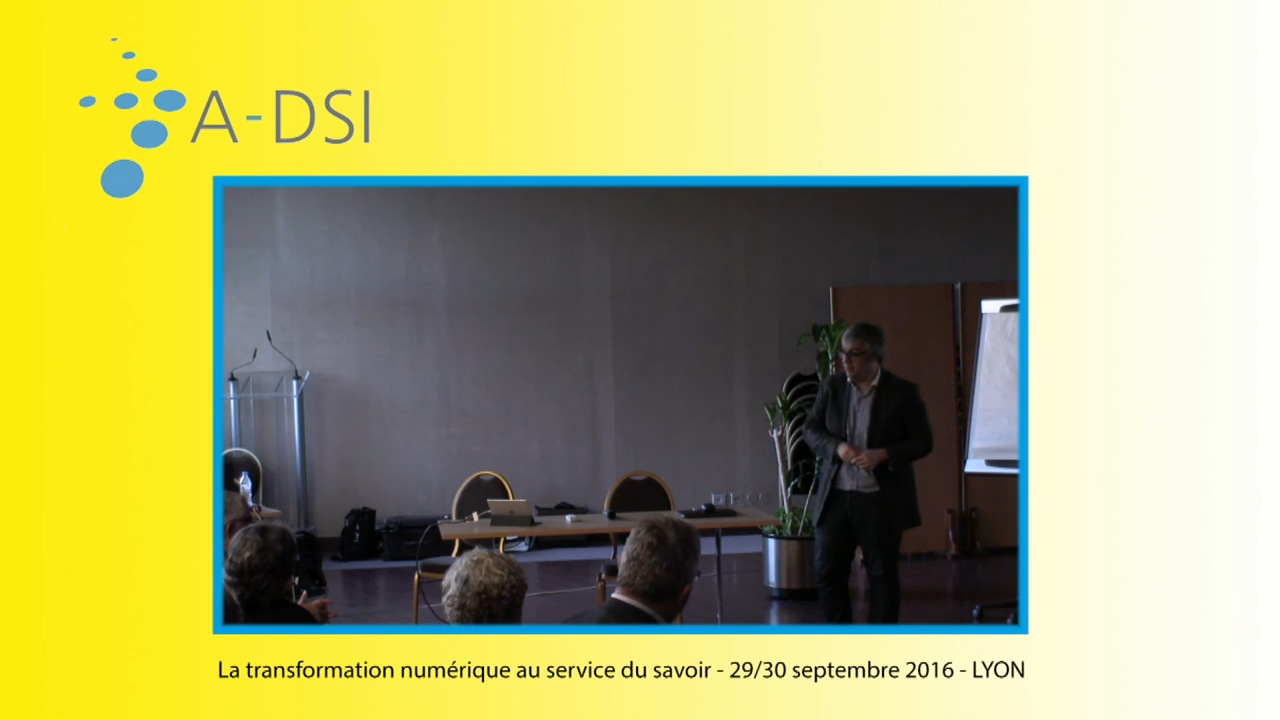 A-DSI
La transformation numérique au service du savoir - 29/30 septembre 2016 - LYON